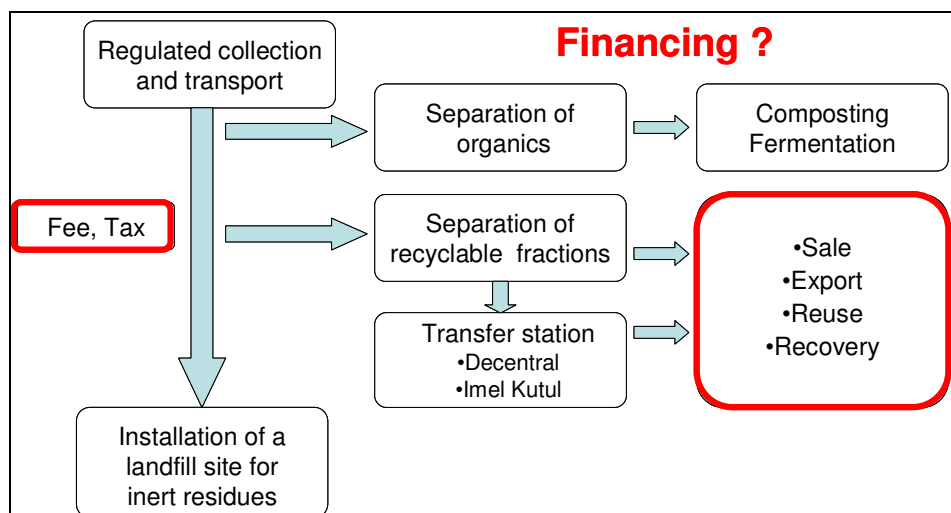 Regulated collection
and transport
Financing ?
Separation of
organics
Composting
Fermentation
Fee, Tax
Separation of
recyclable fractions
•Sale
•Export
•Reuse
•Recovery
Transfer station
•Decentral
•Imel Kutul
Installation of a
landfill site for
inert residues